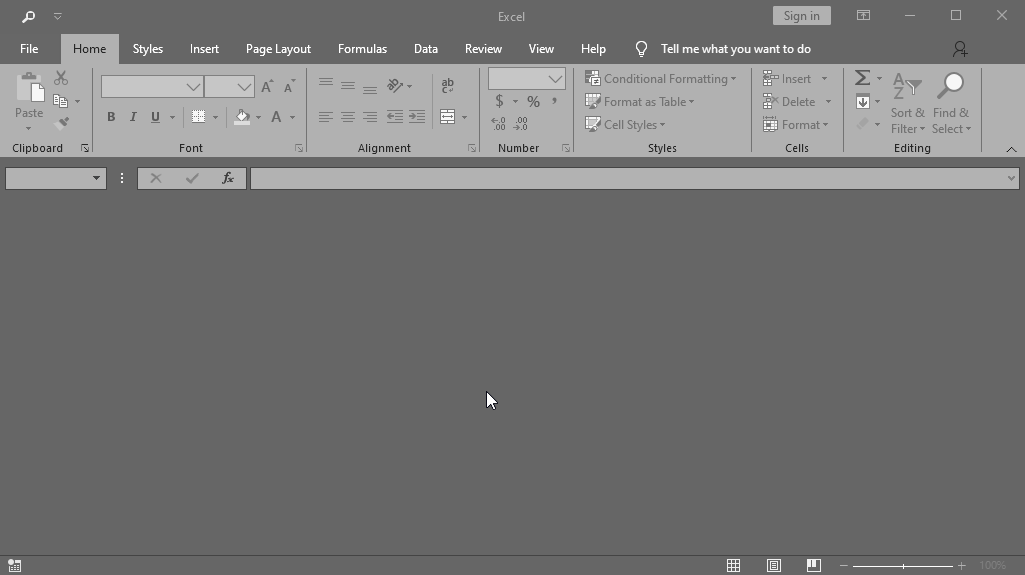 Excel
Sign in
File Home Styles Insert Page Layout Formulas Data Review View Help Tell me what you want to do
Paste
B I U A A A
ab
$ % ,
Conditional Formatting
Format as Table
Cell Styles
Insert
Delete
Format
Σ
Sort & Filter
Find & Select
Clipboard Font Alignment Number Styles Cells Editing
fx
100%